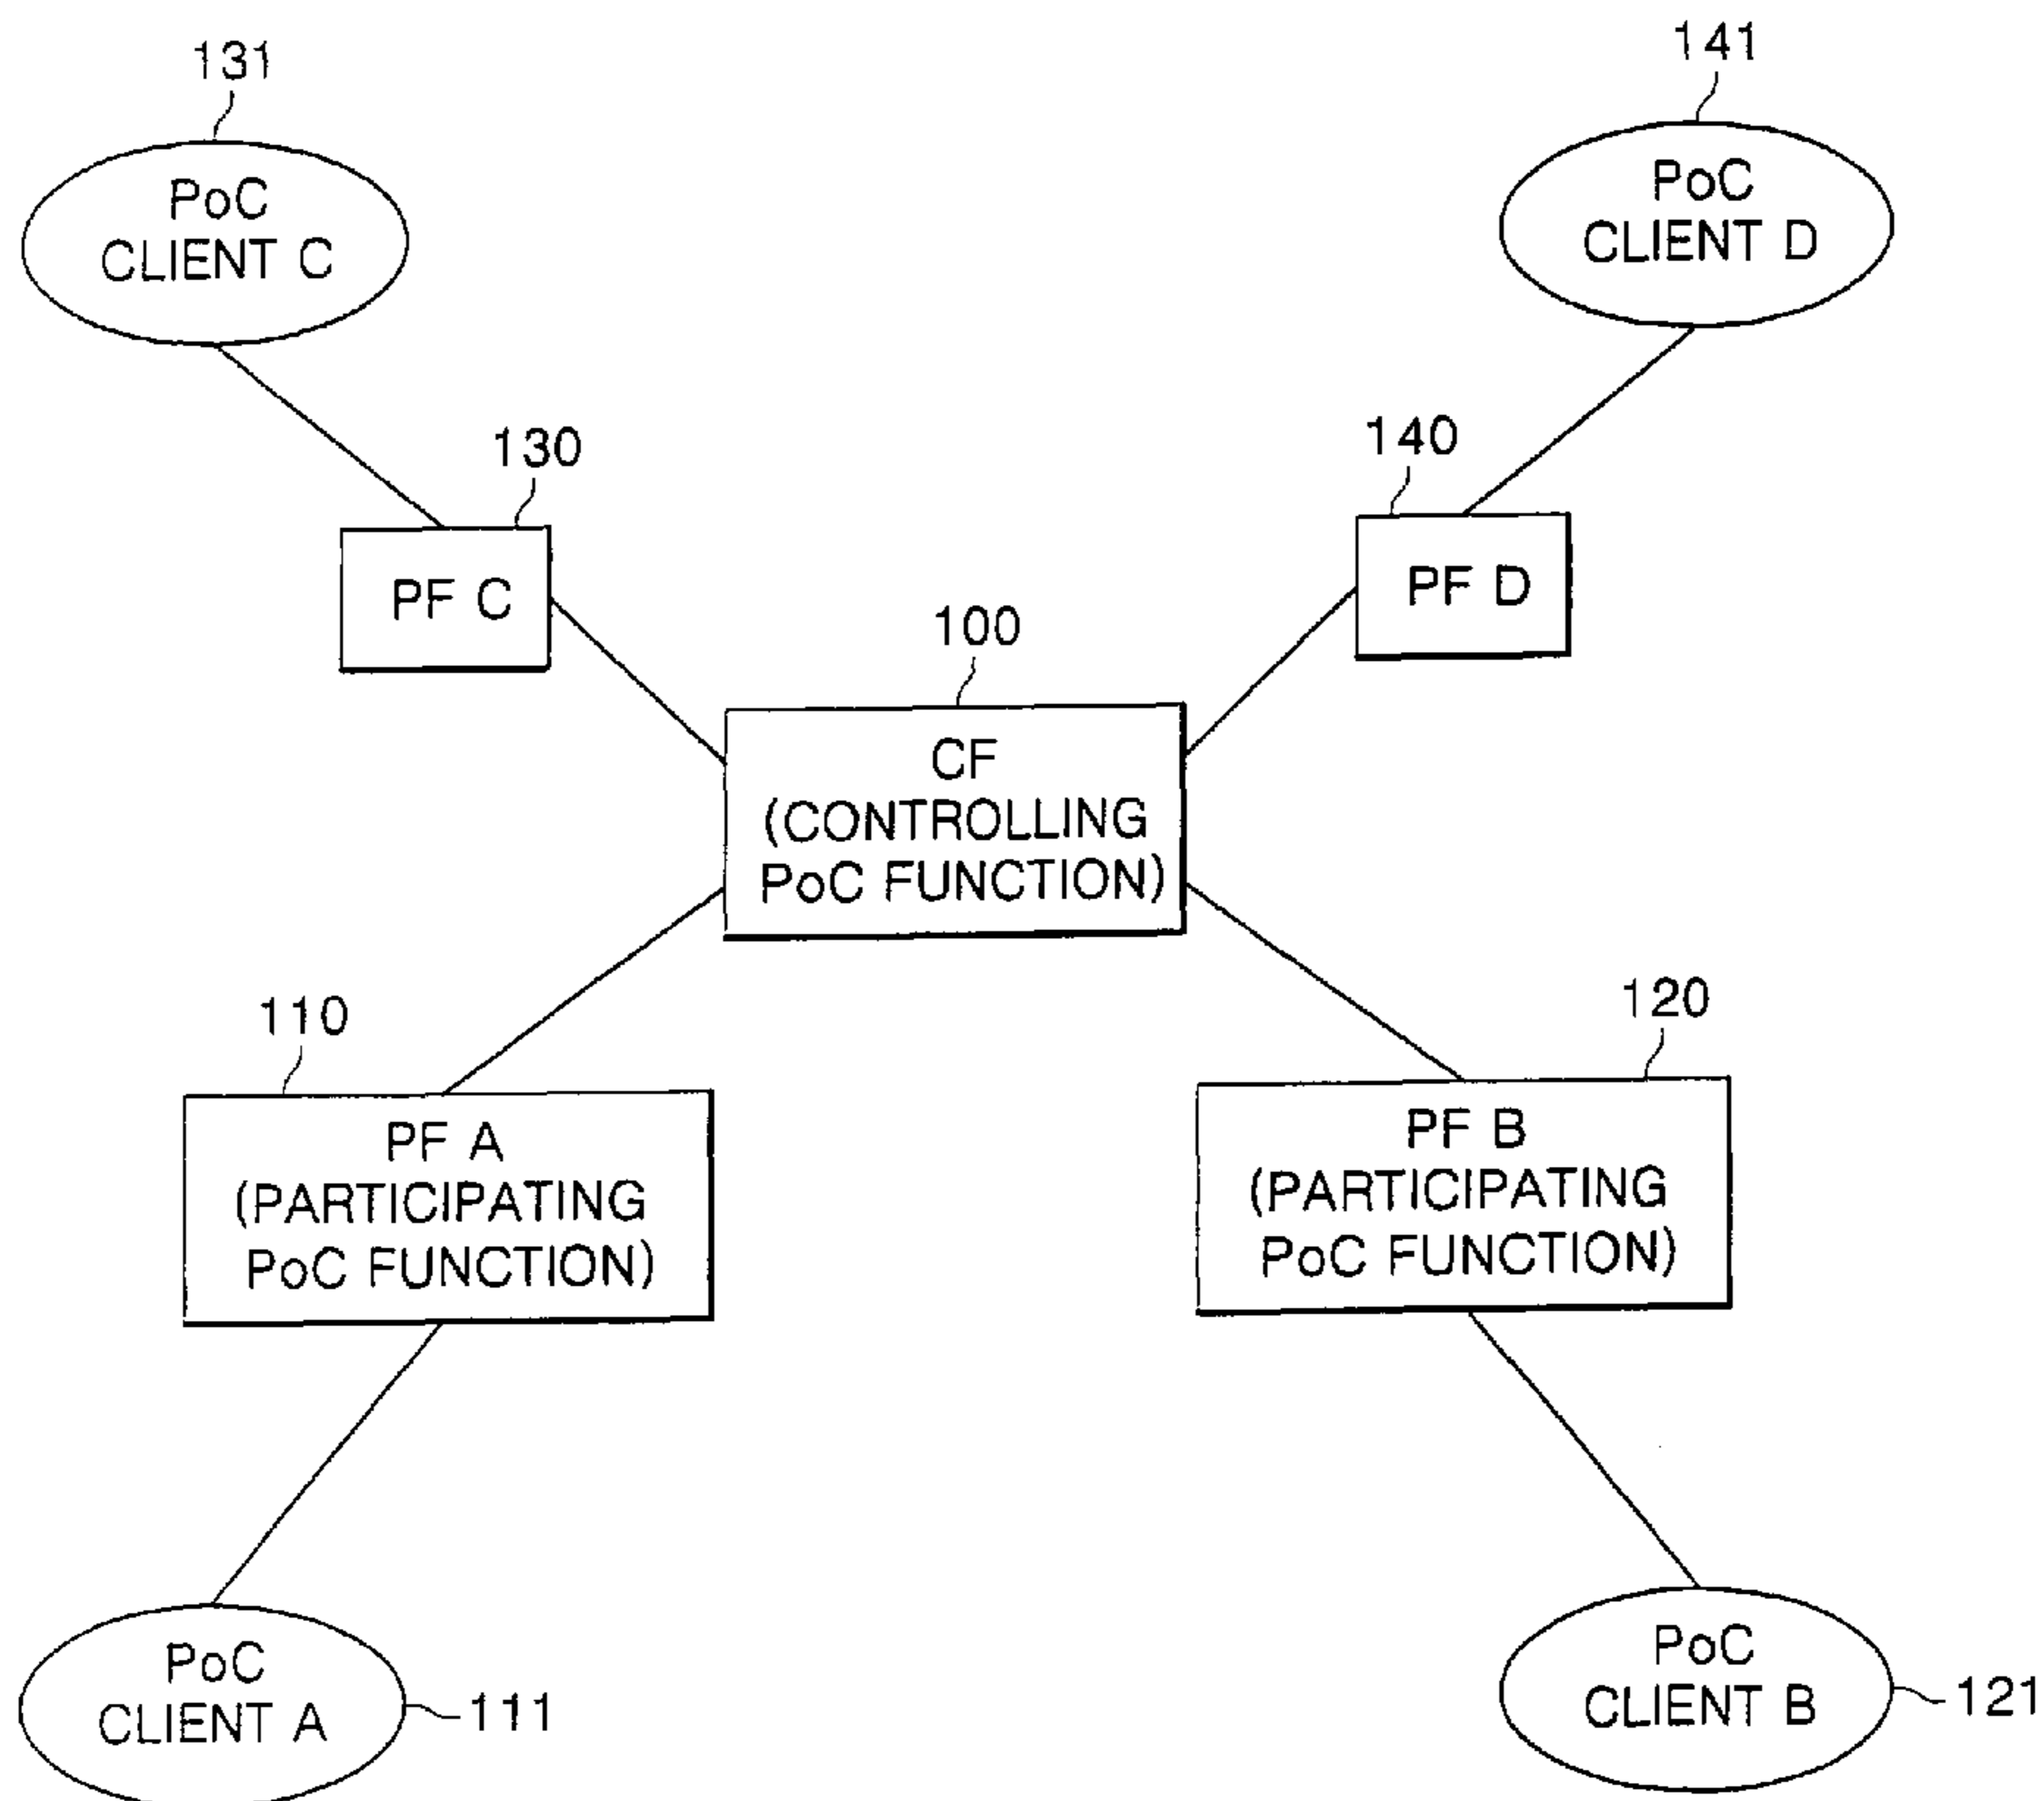 131
141
PoC
CLIENT C
PoC
CLIENT D
130
140
PF C
PF D
100
CF
(CONTROLLING
PoC FUNCTION)
110
120
PF A
(PARTICIPATING
PoC FUNCTION)
PF B
(PARTICIPATING
PoC FUNCTION)
PoC
CLIENT A
111
PoC
CLIENT B
121